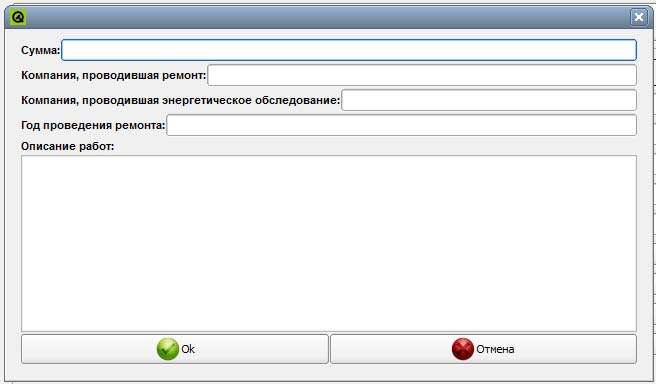 Сумма:
Компания, проводившая ремонт:
Компания, проводившая энергетическое обследование:
Год проведения ремонта:
Описание работ:
Ok Отмена